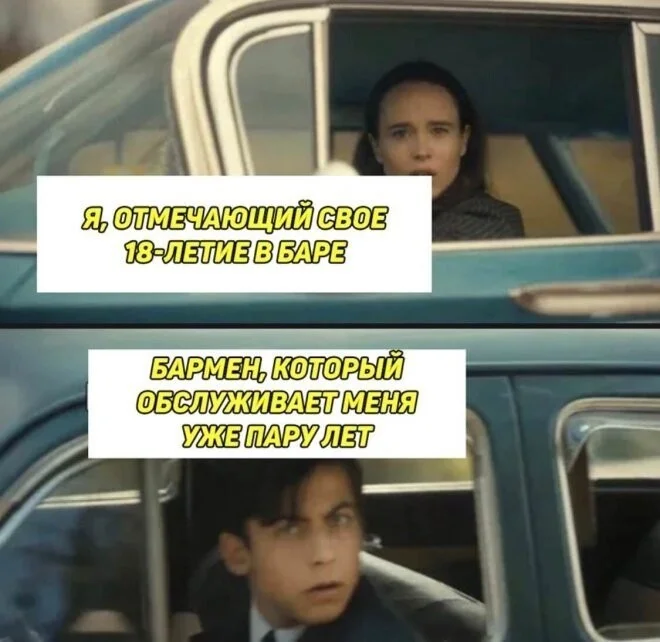 Я, ОТМЕЧАЮЩИЙ СВОЕ
18-ЛЕТИЕ В БАРЕ
БАРМЕН, КОТОРЫЙ
ОБСЛУЖИВАЕТ МЕНЯ
УЖЕ ПАРУ ЛЕТ